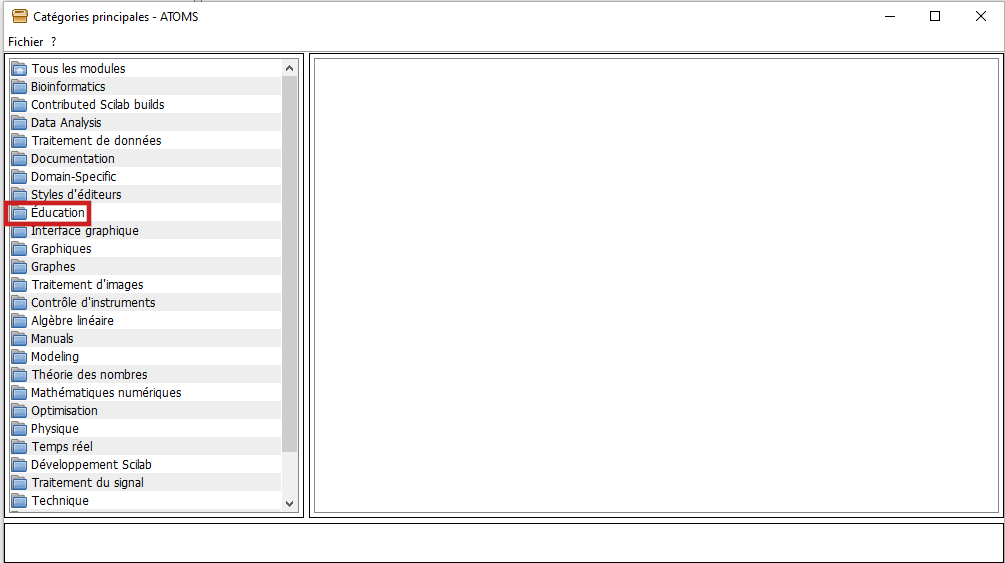 Catégories principales - ATOMS
Fichier ?
Tous les modules
Bioinformatics
Contributed Scilab builds
Data Analysis
Traitement de données
Documentation
Domain-Specific
Styles d'éditeurs
Éducation
Interface graphique
Graphiques
Graphes
Traitement d'images
Contrôle d'instruments
Algèbre linéaire
Manuals
Modeling
Théorie des nombres
Mathématiques numériques
Optimisation
Physique
Temps réel
Développement Scilab
Traitement du signal
Technique